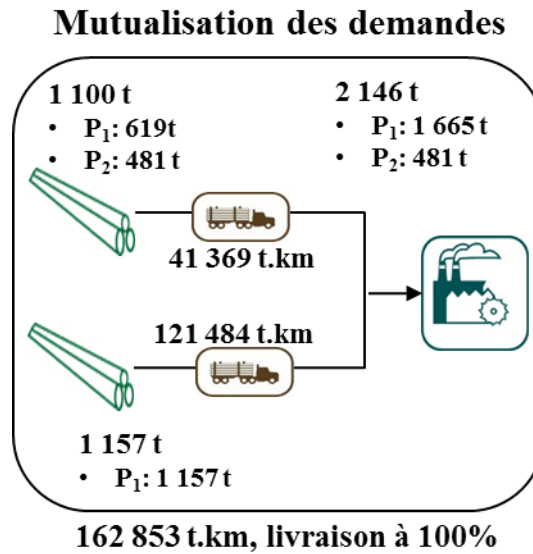 Mutualisation des demandes
1 100 t
• P₁: 619t
• P₂: 481 t
2 146 t
• P₁: 1 665 t
• P₂: 481 t
41 369 t.km
121 484 t.km
1 157 t
• P₁: 1 157 t
162 853 t.km, livraison à 100%